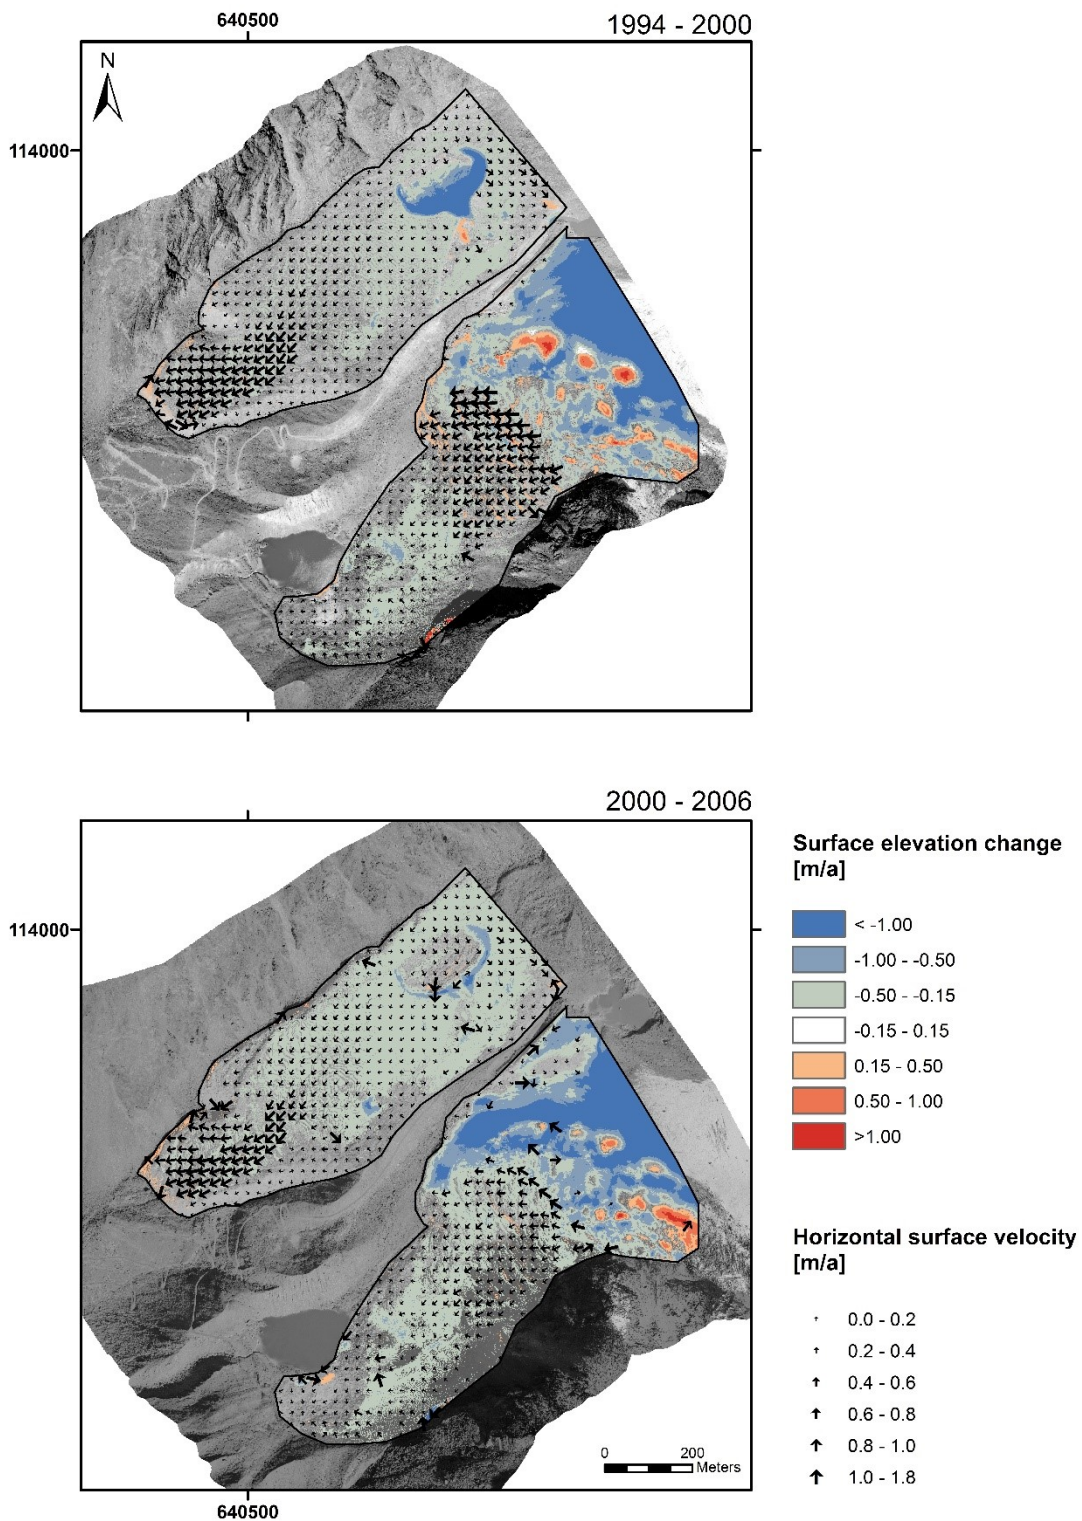 640500
1994 - 2000
N
114000
2000 - 2006
114000
Surface elevation change
[m/a]
< -1.00
-1.00 - -0.50
-0.50 - -0.15
-0.15 - 0.15
0.15 - 0.50
0.50 - 1.00
>1.00
Horizontal surface velocity
[m/a]
0.0 - 0.2
0.2 - 0.4
0.4 - 0.6
0.6 - 0.8
0.8 - 1.0
1.0 - 1.8
0 200
Meters
640500